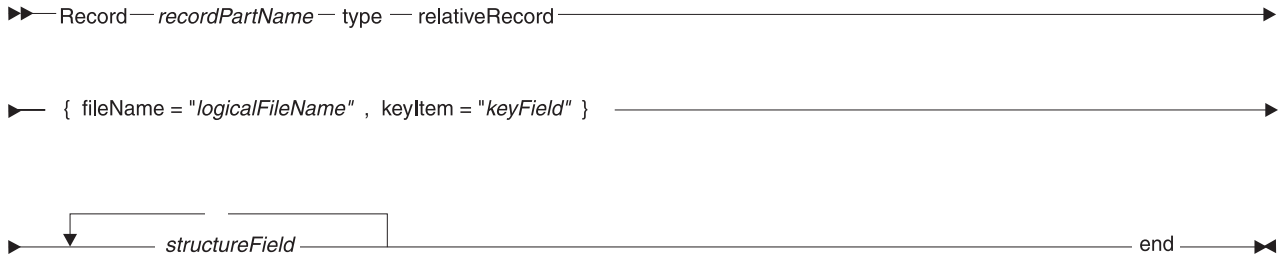 Record recordPartName type relativeRecord
{ fileName = "logicalFileName" , keyItem = "keyField" }
structureField end